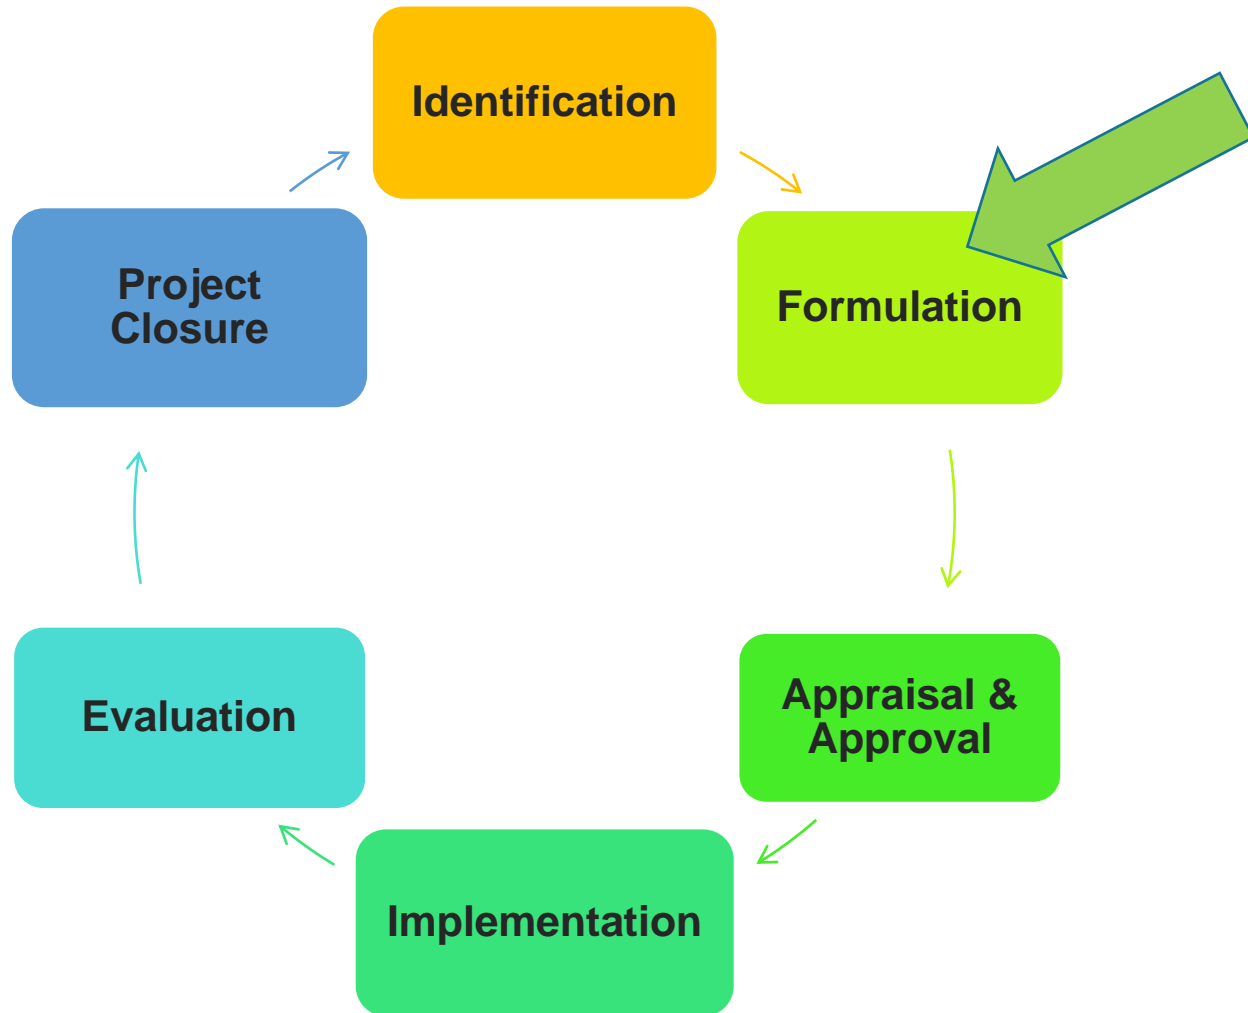 Identification
Formulation
Appraisal &
Approval
Implementation
Evaluation
Project
Closure